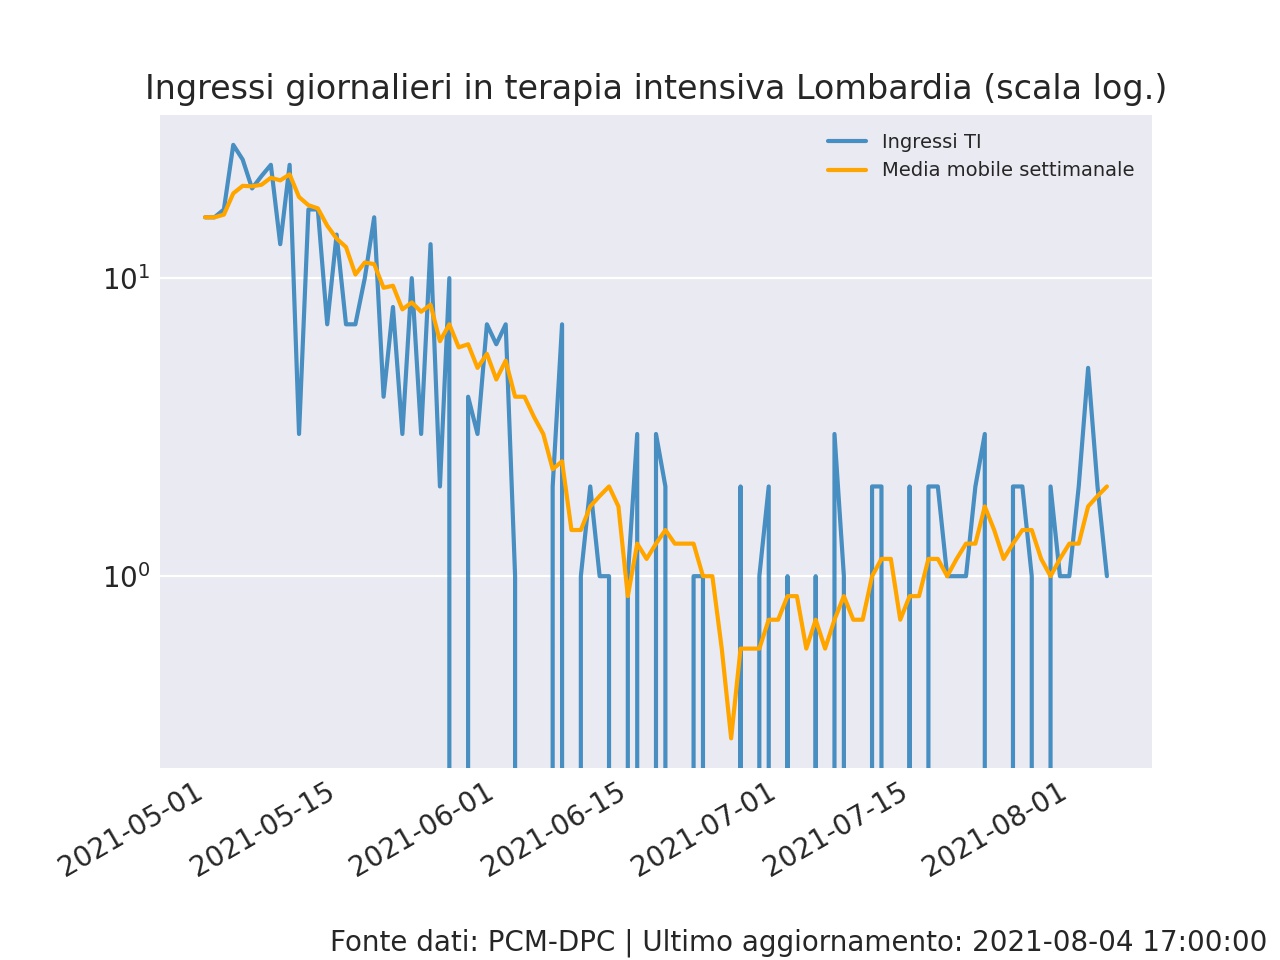 Ingressi giornalieri in terapia intensiva Lombardia (scala log.)
Ingressi TI
Media mobile settimanale
10¹
10⁰
2021-05-01
2021-05-15
2021-06-01
2021-06-15
2021-07-01
2021-07-15
2021-08-01
Fonte dati: PCM-DPC | Ultimo aggiornamento: 2021-08-04 17:00:00